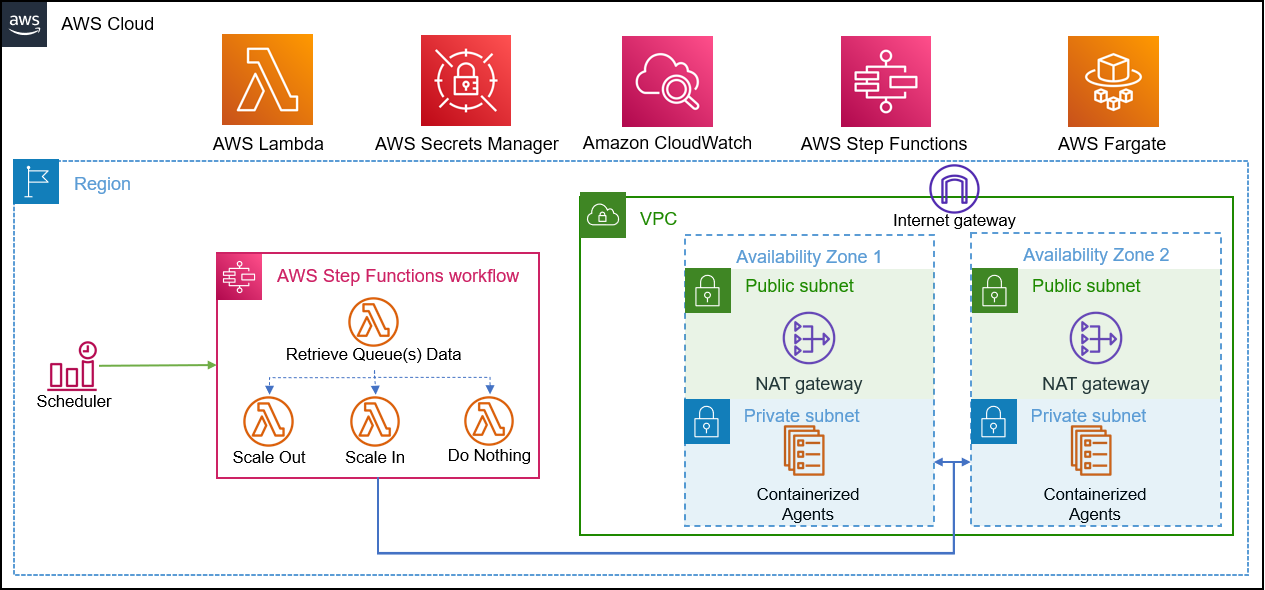 aws
AWS Cloud
AWS Lambda
AWS Secrets Manager
Amazon CloudWatch
AWS Step Functions
AWS Fargate
Region
VPC
Internet gateway
AWS Step Functions workflow
Retrieve Queue(s) Data
Scale Out
Scale In
Do Nothing
Scheduler
Availability Zone 1
Public subnet
NAT gateway
Private subnet
Containerized
Agents
Availability Zone 2
Public subnet
NAT gateway
Private subnet
Containerized
Agents